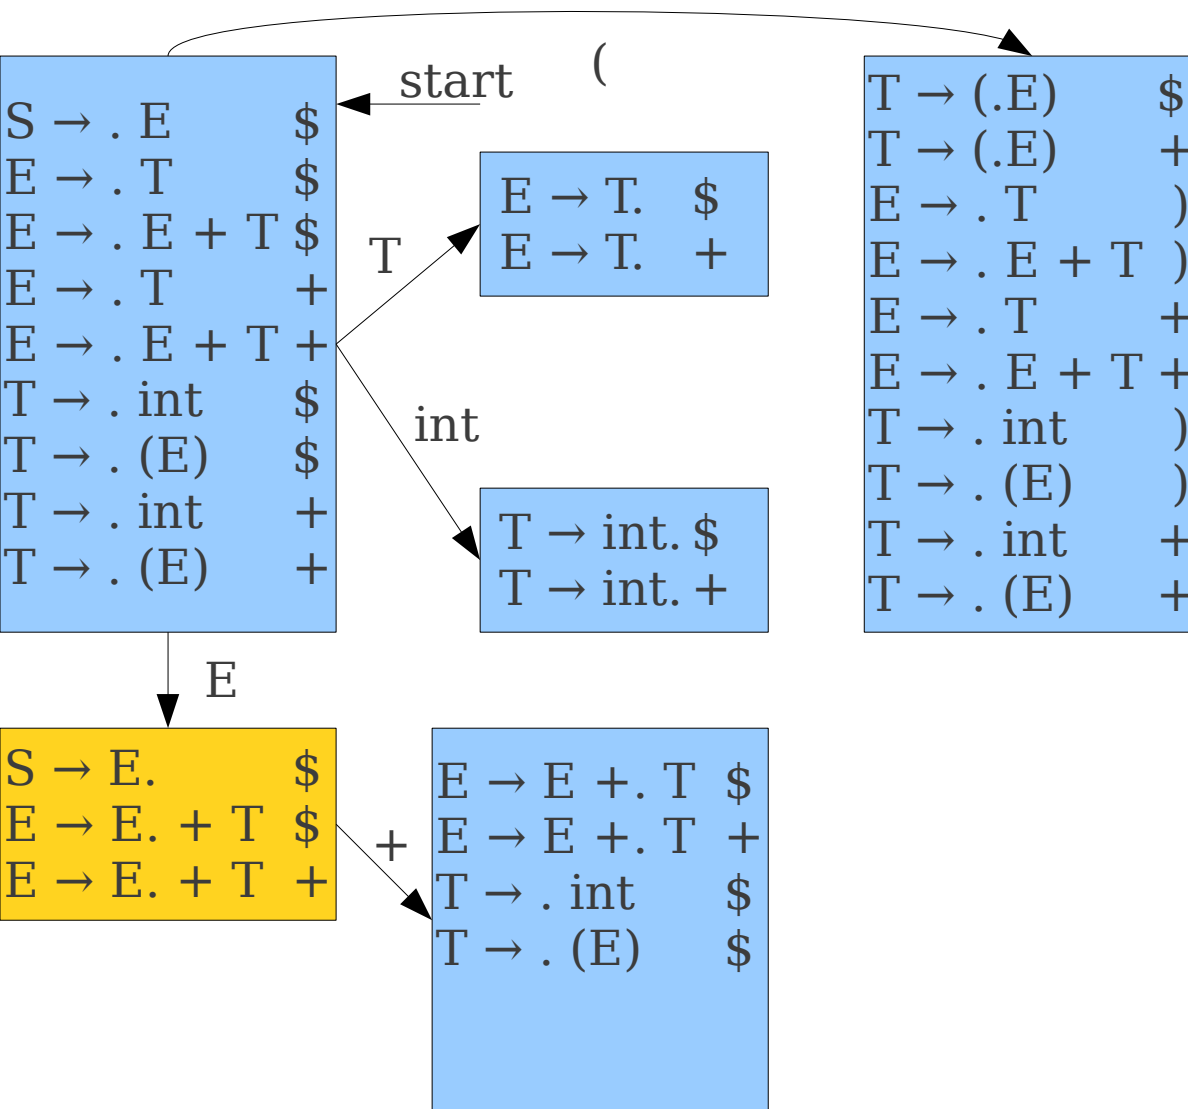 (
start
S → . E $
E → . T $
E → . E + T $
E → . T +
E → . E + T +
T → . int $
T → . (E) $
T → . int +
T → . (E) +
T
E → T. $
E → T. +
int
T → int. $
T → int. +
T → (.E) $
T → (.E) +
E → . T )
E → . E + T )
E → . T +
E → . E + T +
T → . int )
T → . (E) )
T → . int +
T → . (E) +
E
S → E. $
E → E. + T $
E → E. + T +
+
E → E +. T $
E → E +. T +
T → . int $
T → . (E) $